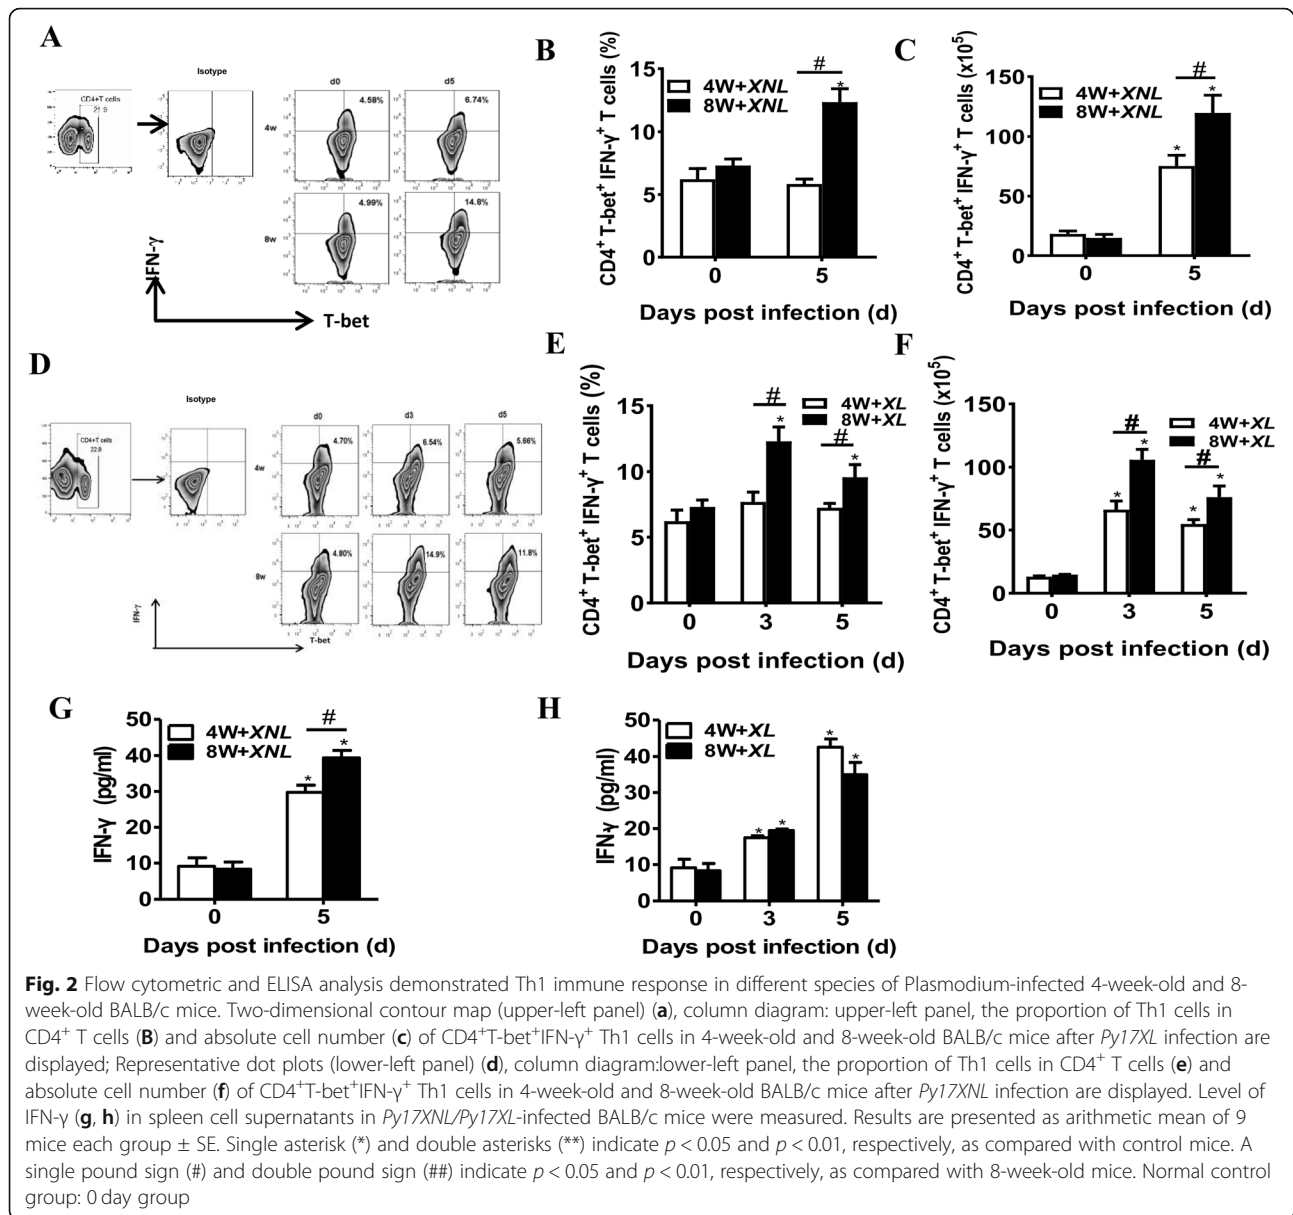 A
Isotype
CD4+T cells
21.9
d0
d5
4w
4.58%
6.74%
8w
4.99%
14.8%
IFN-γ
T-bet
B
CD4⁺ T-bet⁺ IFN-γ⁺ T cells (%)
15
10
5
0
4W+XNL
8W+XNL
#
*
0
5
Days post infection (d)
C
CD4⁺ T-bet⁺ IFN-γ⁺ T cells (x10⁵)
150
100
50
0
4W+XNL
8W+XNL
#
*
*
0
5
Days post infection (d)
D
Isotype
CD4+T cells
22.8
d0
d3
d5
4w
4.70%
6.54%
5.66%
8w
4.80%
14.9%
11.8%
IFN-γ
T-bet
E
CD4⁺ T-bet⁺ IFN-γ⁺ T cells (%)
15
10
5
0
4W+XL
8W+XL
#
*
#
*
0
3
5
Days post infection (d)
F
CD4⁺ T-bet⁺ IFN-γ⁺ T cells (x10⁵)
150
100
50
0
4W+XL
8W+XL
#
*
*
#
*
*
0
3
5
Days post infection (d)
G
IFN-γ (pg/ml)
50
40
30
20
10
0
4W+XNL
8W+XNL
#
*
*
0
5
Days post infection (d)
H
IFNγ (pg/ml)
50
40
30
20
10
0
4W+XL
8W+XL
*
*
*
*
0
3
5
Days post infection (d)
Fig. 2 Flow cytometric and ELISA analysis demonstrated Th1 immune response in different species of Plasmodium-infected 4-week-old and 8-
week-old BALB/c mice. Two-dimensional contour map (upper-left panel) (a), column diagram: upper-left panel, the proportion of Th1 cells in
CD4⁺ T cells (B) and absolute cell number (c) of CD4⁺T-bet⁺IFN-γ⁺ Th1 cells in 4-week-old and 8-week-old BALB/c mice after Py17XL infection are
displayed; Representative dot plots (lower-left panel) (d), column diagram:lower-left panel, the proportion of Th1 cells in CD4⁺ T cells (e) and
absolute cell number (f) of CD4⁺T-bet⁺IFN-γ⁺ Th1 cells in 4-week-old and 8-week-old BALB/c mice after Py17XNL infection are displayed. Level of
IFN-γ (g, h) in spleen cell supernatants in Py17XNL/Py17XL-infected BALB/c mice were measured. Results are presented as arithmetic mean of 9
mice each group ± SE. Single asterisk (*) and double asterisks (**) indicate p < 0.05 and p < 0.01, respectively, as compared with control mice. A
single pound sign (#) and double pound sign (##) indicate p < 0.05 and p < 0.01, respectively, as compared with 8-week-old mice. Normal control
group: 0 day group